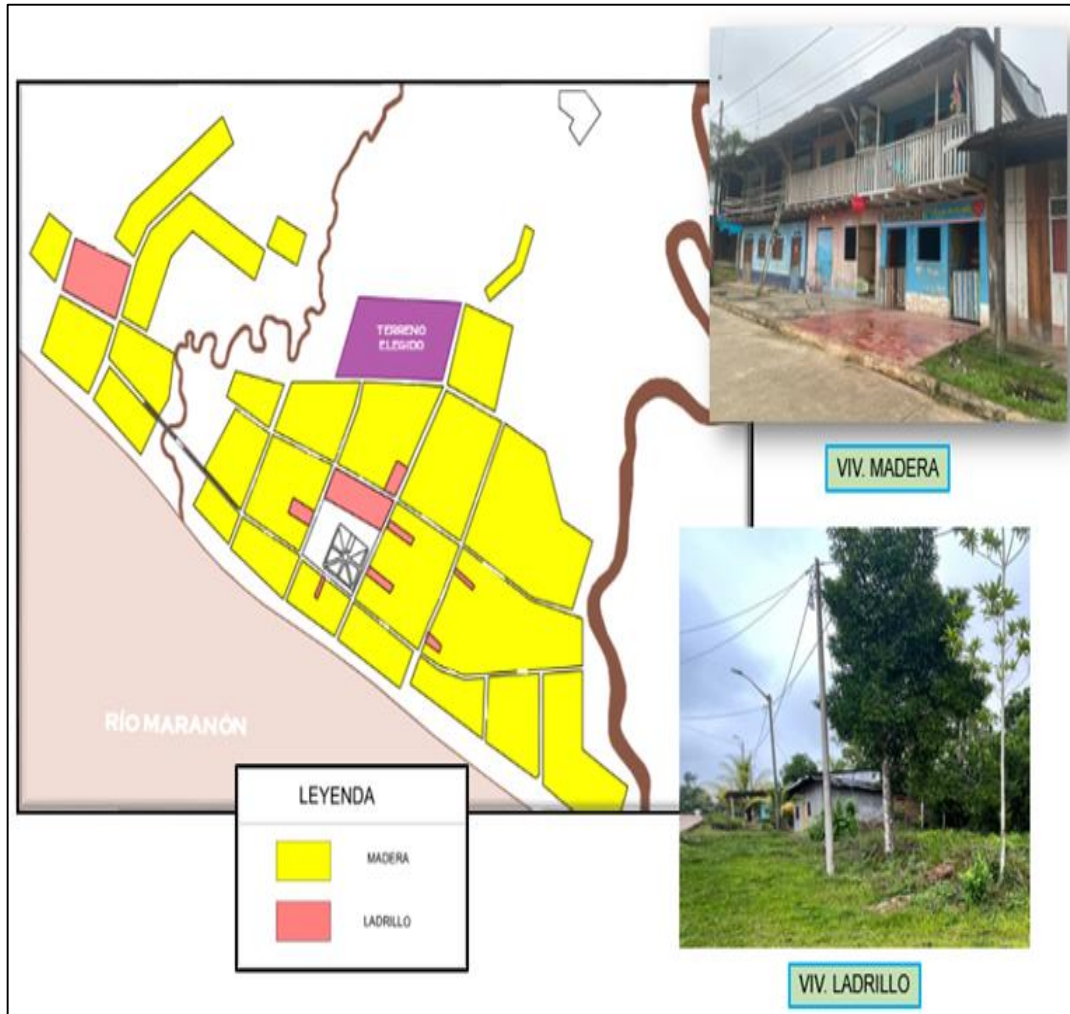 TERRENO
ELEGIDO
VIV. MADERA
RÍO MARAÑÓN
LEYENDA
MADERA
LADRILLO
VIV. LADRILLO